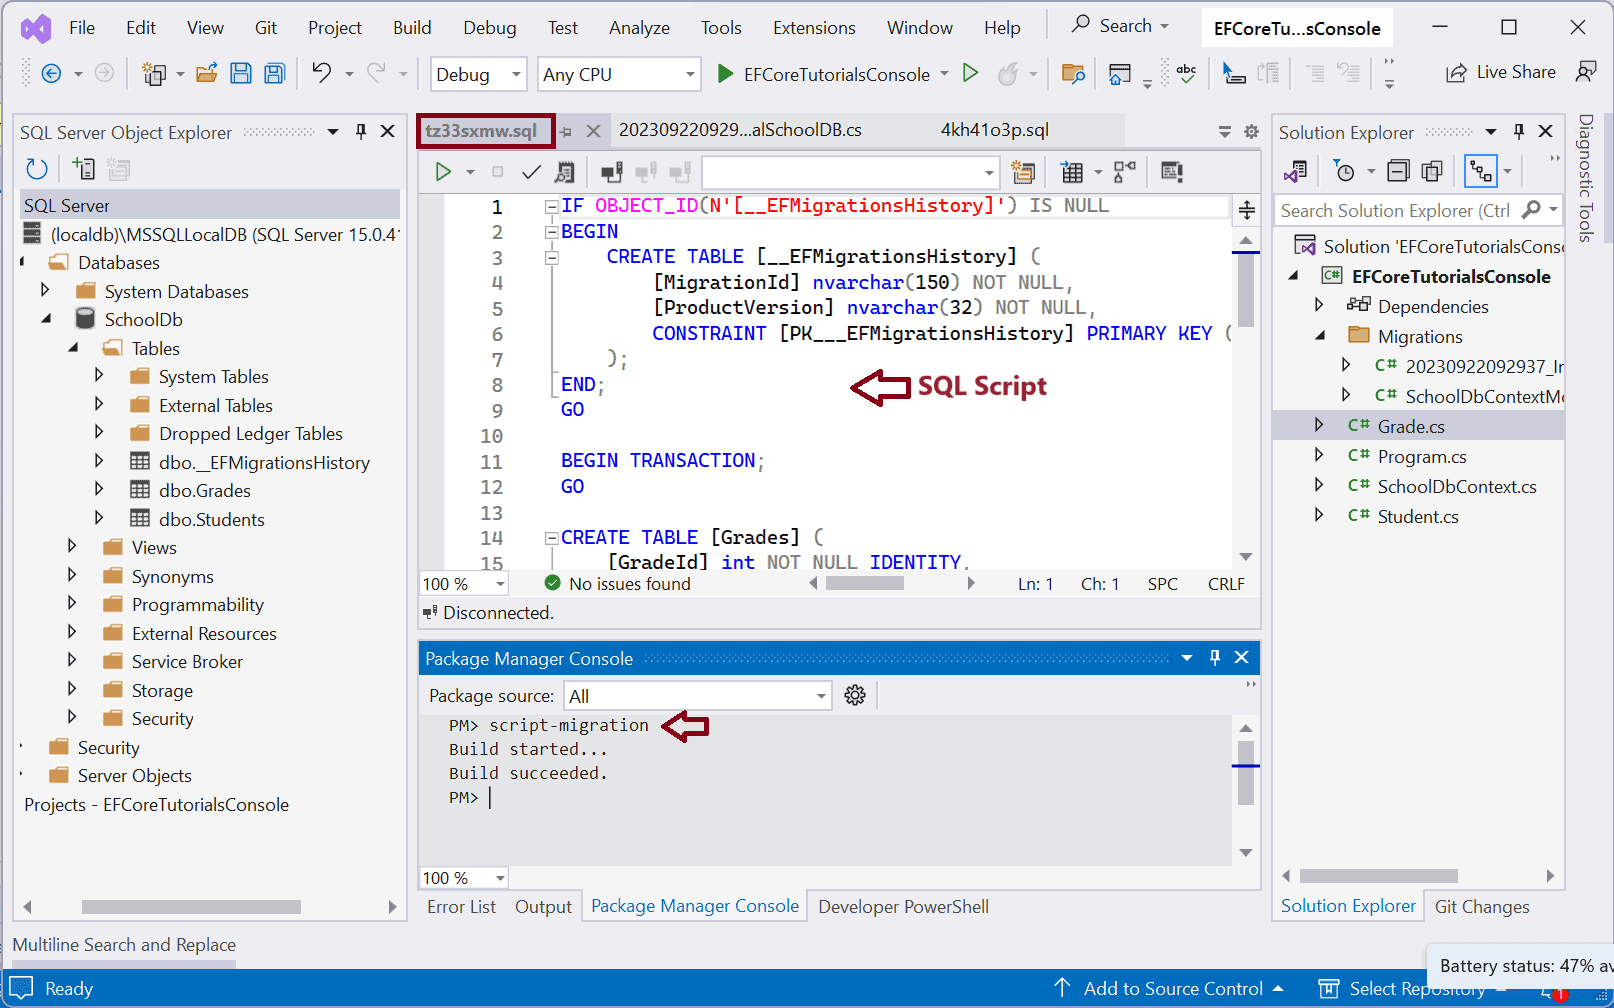 File Edit View Git Project Build Debug Test Analyze Tools Extensions Window Help Search EFCoreTu...sConsole
Debug Any CPU EFCoreTutorialsConsole abc Live Share
SQL Server Object Explorer
SQL Server
(localdb)\MSSQLLocalDB (SQL Server 15.0.41
Databases
System Databases
SchoolDb
Tables
System Tables
External Tables
Dropped Ledger Tables
dbo.__EFMigrationsHistory
dbo.Grades
dbo.Students
Views
Synonyms
Programmability
External Resources
Service Broker
Storage
Security
Security
Server Objects
Projects - EFCoreTutorialsConsole
Multiline Search and Replace
tz33sxmw.sql 202309220929...alSchoolDB.cs 4kh41o3p.sql
1 IF OBJECT_ID(N'[__EFMigrationsHistory]') IS NULL
2 BEGIN
3 CREATE TABLE [__EFMigrationsHistory] (
4 [MigrationId] nvarchar(150) NOT NULL,
5 [ProductVersion] nvarchar(32) NOT NULL,
6 CONSTRAINT [PK___EFMigrationsHistory] PRIMARY KEY (
7 );
8 END;
9 GO
10
11 BEGIN TRANSACTION;
12 GO
13
14 CREATE TABLE [Grades] (
15 [GradeId] int NOT NULL IDENTITY,
SQL Script
100 % No issues found Ln: 1 Ch: 1 SPC CRLF
Disconnected.
Package Manager Console
Package source: All
PM> script-migration
Build started...
Build succeeded.
PM>
100 %
Error List Output Package Manager Console Developer PowerShell
Solution Explorer
Search Solution Explorer (Ctrl
Solution 'EFCoreTutorialsConso
C# EFCoreTutorialsConsole
Dependencies
Migrations
C# 20230922092937_In
C# SchoolDbContextMo
C# Grade.cs
C# Program.cs
C# SchoolDbContext.cs
C# Student.cs
Solution Explorer Git Changes
Diagnostic Tools
Battery status: 47% av
Ready Add to Source Control Select Repository 1